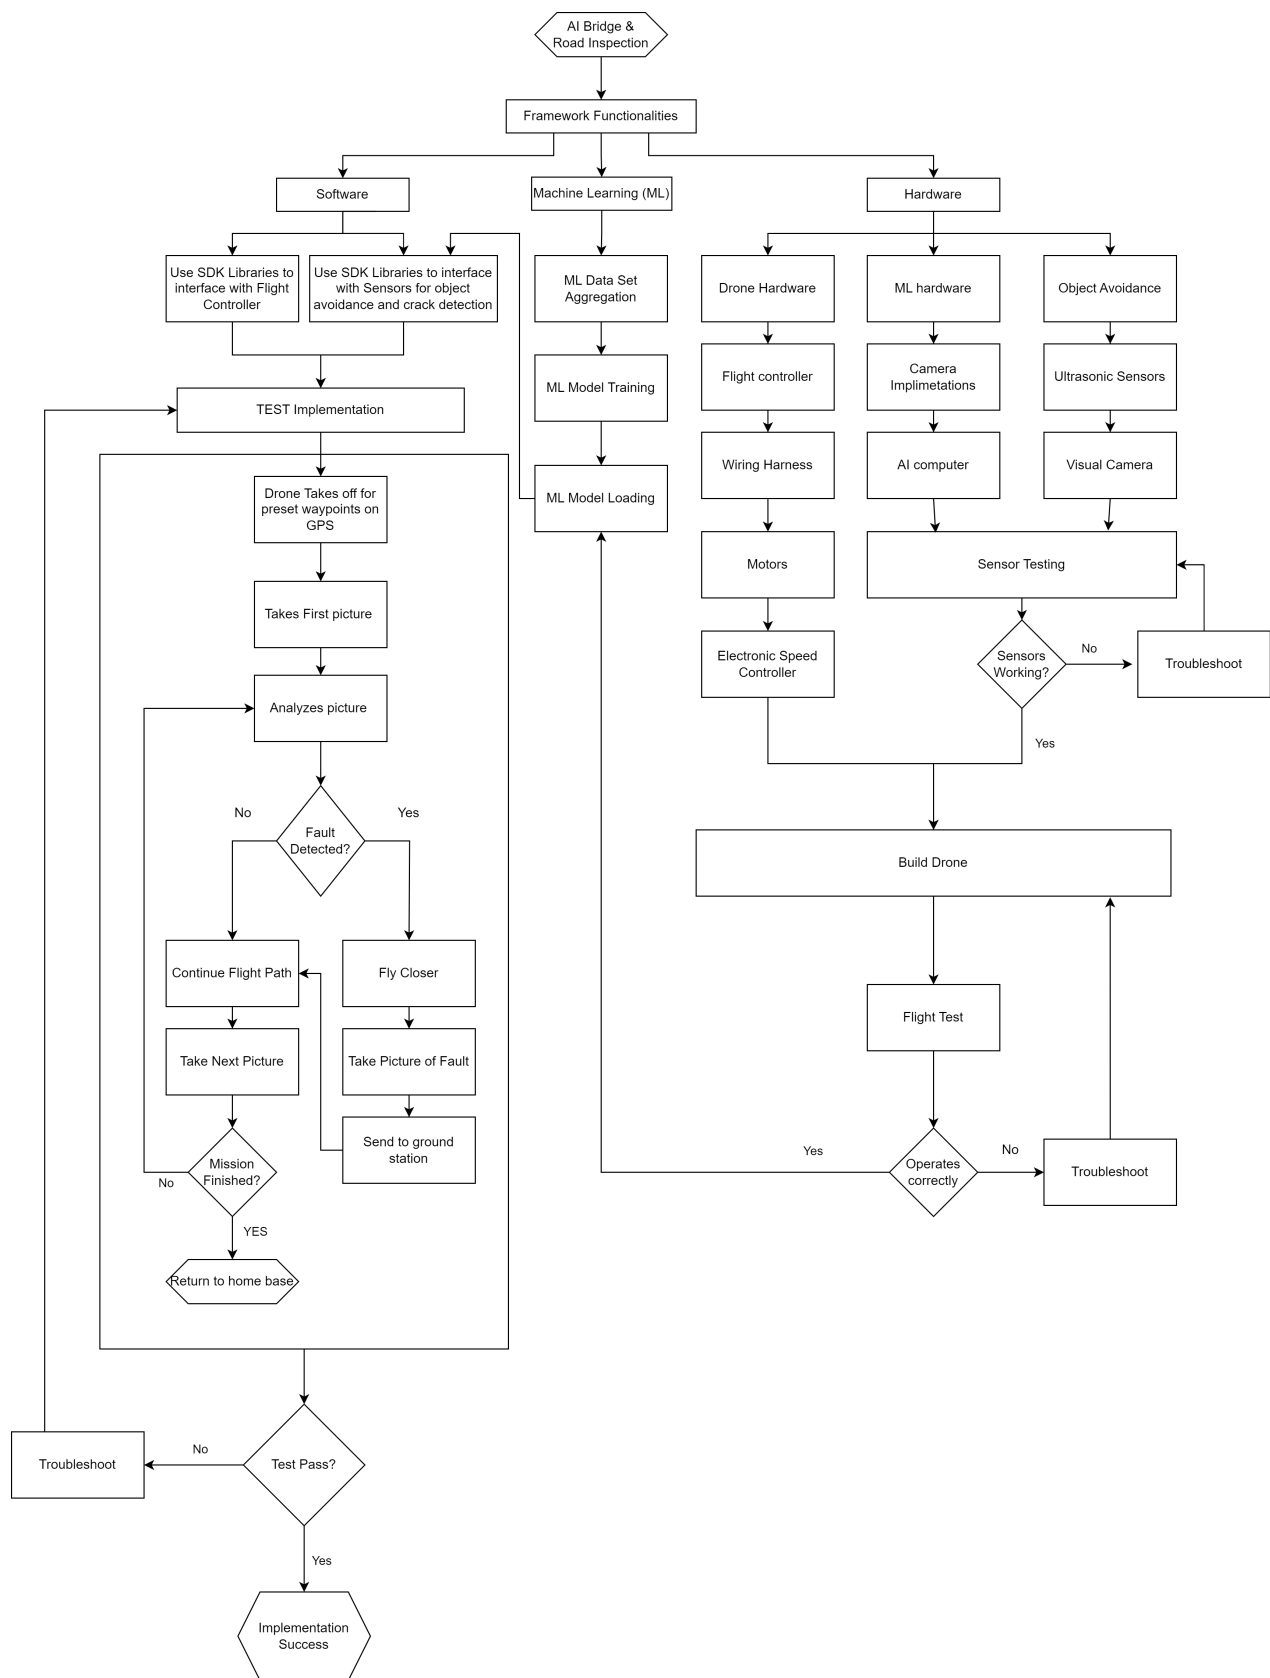 AI Bridge &
Road Inspection
Framework Functionalities
Software
Machine Learning (ML)
Hardware
Use SDK Libraries to
interface with Flight
Controller
Use SDK Libraries to interface
with Sensors for object
avoidance and crack detection
ML Data Set
Aggregation
Drone Hardware
ML hardware
Object Avoidance
ML Model Training
Flight controller
Camera
Implimetations
Ultrasonic Sensors
TEST Implementation
ML Model Loading
Wiring Harness
AI computer
Visual Camera
Drone Takes off for
preset waypoints on
GPS
Motors
Sensor Testing
Takes First picture
Electronic Speed
Controller
Sensors
Working?
No
Troubleshoot
Yes
Analyzes picture
No
Yes
Fault
Detected?
Build Drone
Continue Flight Path
Fly Closer
Flight Test
Take Next Picture
Take Picture of Fault
Send to ground
station
Mission
Finished?
No
YES
Return to home base
Yes
Operates
correctly
No
Troubleshoot
Troubleshoot
No
Test Pass?
Yes
Implementation
Success